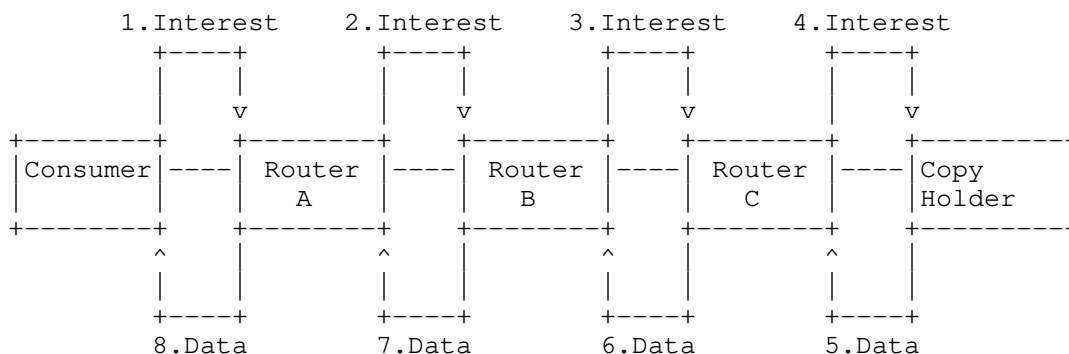 1.Interest 2.Interest 3.Interest 4.Interest
Consumer Router Router Router Copy
A B C Holder
8.Data 7.Data 6.Data 5.Data